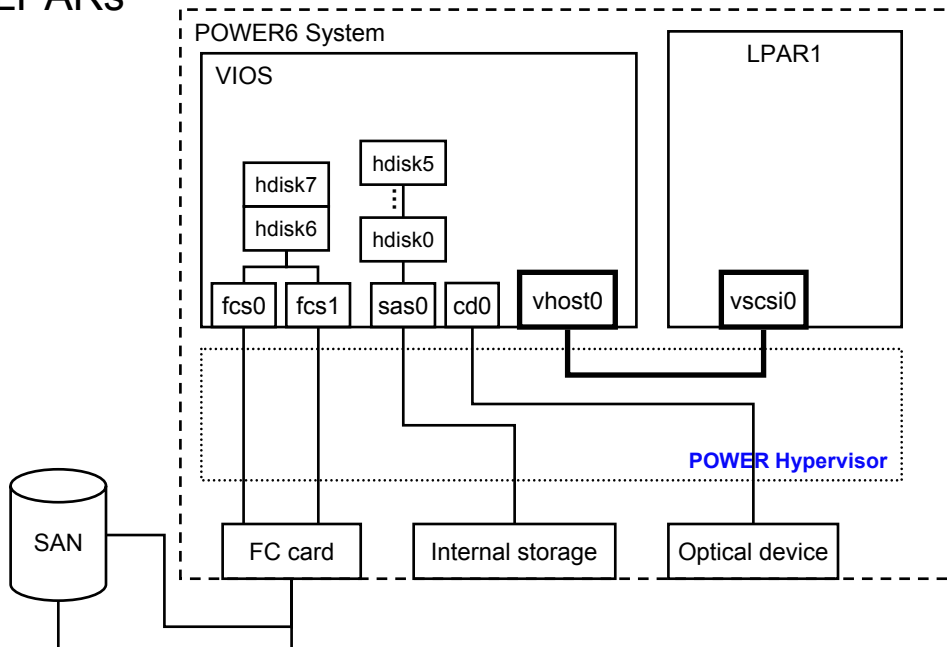 LPARs
POWER6 System
VIOS
LPAR1
hdisk5
hdisk7
...
hdisk6
hdisk0
fcs0
fcs1
sas0
cd0
vhost0
vscsi0
POWER Hypervisor
SAN
FC card
Internal storage
Optical device